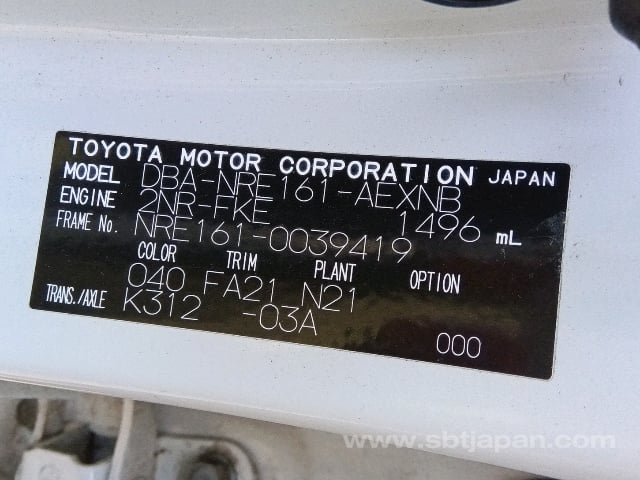 TOYOTA MOTOR CORPORATION JAPAN
MODEL DBA-NRE161-AEXNB
ENGINE 2NR-FKE 1496 mL
FRAME No. NRE161-0039419
COLOR TRIM PLANT OPTION
040 FA21 N21
TRANS./AXLE K312 -03A 000
www.sbtjapan.com